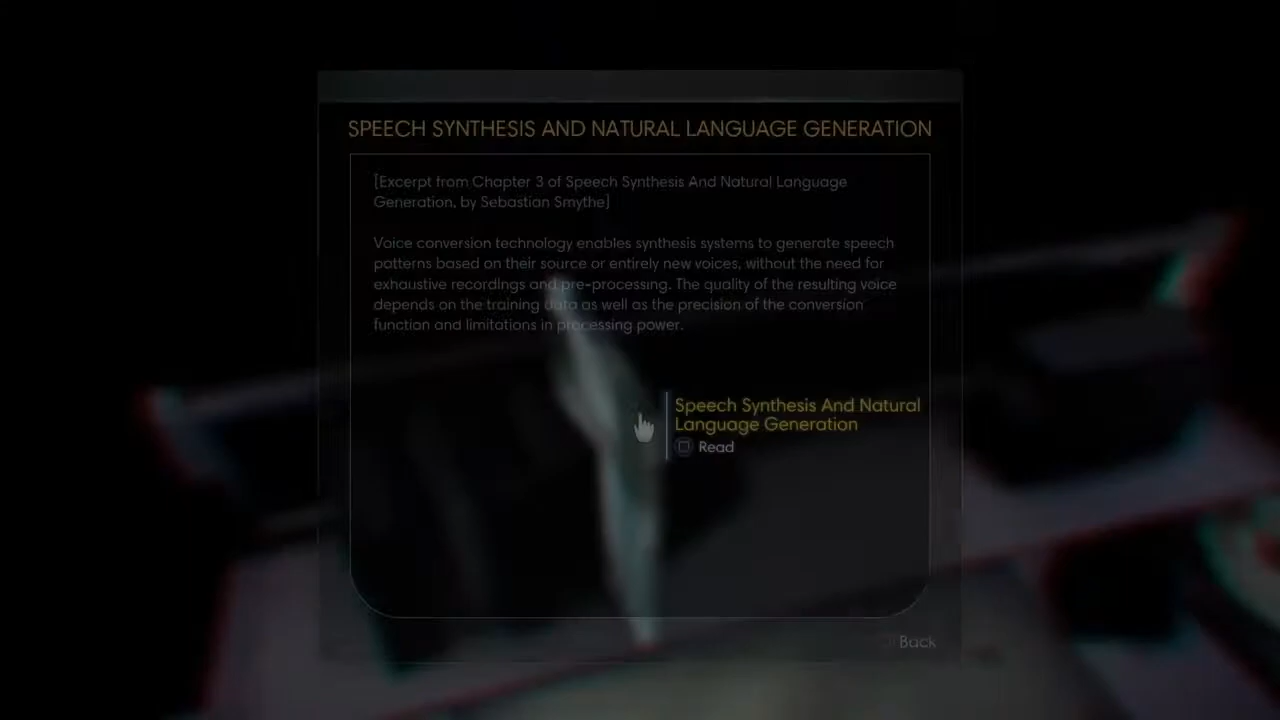 SPEECH SYNTHESIS AND NATURAL LANGUAGE GENERATION
[Excerpt from Chapter 3 of Speech Synthesis And Natural Language
Generation, by Sebastian Smythe]
Voice conversion technology enables synthesis systems to generate speech
patterns based on their source or entirely new voices, without the need for
exhaustive recordings and pre-processing. The quality of the resulting voice
depends on the training data as well as the precision of the conversion
function and limitations in processing power.
Speech Synthesis And Natural
Language Generation
Read
Back